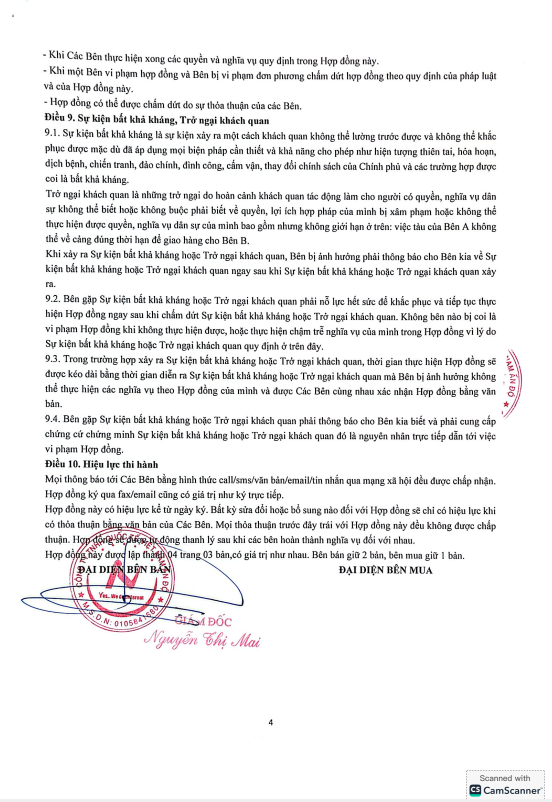 - Khi Các Bên thực hiện xong các quyền và nghĩa vụ quy định trong Hợp đồng này.
- Khi một Bên vi phạm hợp đồng và Bên bị vi phạm đơn phương chấm dứt hợp đồng theo quy định của pháp luật
và của Hợp đồng này.
- Hợp đồng có thể được chấm dứt do sự thỏa thuận của các Bên.
Điều 9. Sự kiện bất khả kháng, Trở ngại khách quan
9.1. Sự kiện bất khả kháng là sự kiện xảy ra một cách khách quan không thể lường trước được và không thể khắc
phục được mặc dù đã áp dụng mọi biện pháp cần thiết và khả năng cho phép như hiện tượng thiên tai, hỏa hoạn,
dịch bệnh, chiến tranh, đảo chính, đình công, cấm vận, thay đổi chính sách của Chính phủ và các trường hợp được
coi là bất khả kháng.
Trở ngại khách quan là những trở ngại do hoàn cảnh khách quan tác động làm cho người có quyền, nghĩa vụ dân
sự không thể biết hoặc không buộc phải biết về quyền, lợi ích hợp pháp của mình bị xâm phạm hoặc không thể
thực hiện được quyền, nghĩa vụ dân sự của mình bao gồm nhưng không giới hạn ở trên: việc tàu của Bên A không
thể về cảng đúng thời hạn để giao hàng cho Bên B.
Khi xảy ra Sự kiện bất khả kháng hoặc Trở ngại khách quan, Bên bị ảnh hưởng phải thông báo cho Bên kia về Sự
kiện bất khả kháng hoặc Trở ngại khách quan ngay sau khi Sự kiện bất khả kháng hoặc Trở ngại khách quan xảy
ra.
9.2. Bên gặp Sự kiện bất khả kháng hoặc Trở ngại khách quan phải nỗ lực hết sức để khắc phục và tiếp tục thực
hiện Hợp đồng ngay sau khi chấm dứt Sự kiện bất khả kháng hoặc Trở ngại khách quan. Không bên nào bị coi là
vi phạm Hợp đồng khi không thực hiện được, hoặc thực hiện chậm trễ nghĩa vụ của mình trong Hợp đồng vì lý do
Sự kiện bất khả kháng hoặc Trở ngại khách quan quy định ở trên đây.
9.3. Trong trường hợp xảy ra Sự kiện bất khả kháng hoặc Trở ngại khách quan, thời gian thực hiện Hợp đồng sẽ
được kéo dài bằng thời gian diễn ra Sự kiện bất khả kháng hoặc Trở ngại khách quan mà Bên bị ảnh hưởng không
thể thực hiện các nghĩa vụ theo Hợp đồng của mình và được Các Bên cùng nhau xác nhận Hợp đồng bằng văn
bản.
9.4. Bên gặp Sự kiện bất khả kháng hoặc Trở ngại khách quan phải thông báo cho Bên kia biết và phải cung cấp
chứng cứ chứng minh Sự kiện bất khả kháng hoặc Trở ngại khách quan đó là nguyên nhân trực tiếp dẫn tới việc
vi phạm Hợp đồng.
Điều 10. Hiệu lực thi hành
Mọi thông báo tới Các Bên bằng hình thức call/sms/văn bản/email/tin nhắn qua mạng xã hội đều được chấp nhận.
Hợp đồng ký qua fax/email cũng có giá trị như ký trực tiếp.
Hợp đồng này có hiệu lực kể từ ngày ký. Bất kỳ sửa đổi hoặc bổ sung nào đối với Hợp đồng sẽ chỉ có hiệu lực khi
có thỏa thuận bằng văn bản của Các Bên. Mọi thỏa thuận trước đây trái với Hợp đồng này đều không được chấp
thuận. Hợp đồng sẽ được tự động thanh lý sau khi các bên hoàn thành nghĩa vụ đối với nhau.
Hợp đồng này được lập thành 04 trang 03 bản,có giá trị như nhau. Bên bán giữ 2 bản, bên mua giữ 1 bản.
ĐẠI DIỆN BÊN BÁN ĐẠI DIỆN BÊN MUA
M.S.D.N: 0105841660
GIÁM ĐỐC
Nguyễn Thị Mai
4
Scanned with
CS CamScanner